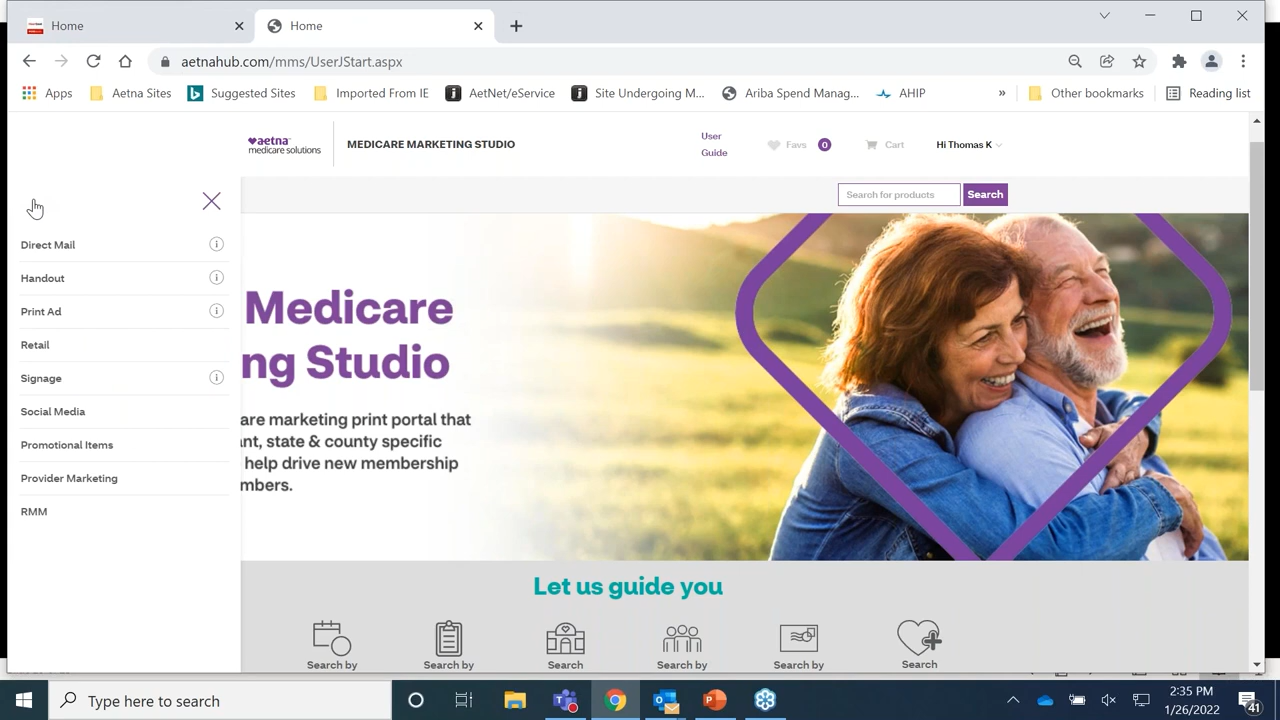 Home
Home
aetnahub.com/mms/UserJStart.aspx
Apps
Aetna Sites
Suggested Sites
Imported From IE
AetNet/eService
Site Undergoing M...
Ariba Spend Manag...
AHIP
»
Other bookmarks
Reading list
aetna
medicare solutions
MEDICARE MARKETING STUDIO
User
Guide
Favs
0
Cart
Hi Thomas K
Search for products
Search
Direct Mail
Handout
Print Ad
Retail
Signage
Social Media
Promotional Items
Provider Marketing
RMM
Medicare
ng Studio
are marketing print portal that
nt, state & county specific
help drive new membership
mbers.
Let us guide you
Search by
Search by
Search
Search by
Search by
Search
Type here to search
2:35 PM
1/26/2022
41